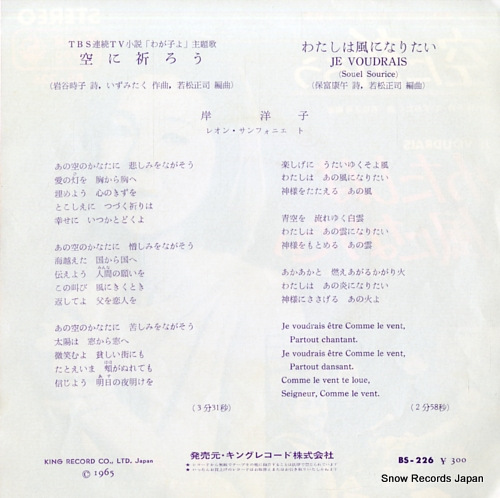 TBS連続TV小説「わが子よ」主題歌
空に祈ろう
(岩谷時子 詩, いずみたく 作曲, 若松正司 編曲)
わたしは風になりたい
JE VOUDRAIS
(Souel Sourice)
(保富康午 詩, 若松正司 編曲)
岸 洋子
レオン・サンフォニエット
あの空のかなたに 悲しみをながそう
愛の灯を 胸から胸へ
埋めよう 心のきずを
とこしえに つづく祈りは
幸せに いつかとどくよ
あの空のかなたに 憎しみをながそう
海越えた 国から国へ
伝えよう 人間の願いを
この叫び 風にきくとき
返してよ 父を恋人を
あの空のかなたに 苦しみをながそう
太陽は 窓から窓へ
微笑むよ 貧しい街にも
たとえいま 頬がぬれても
信じよう 明日の夜明けを
(3分31秒)
楽しげに うたいゆくそよ風
わたしは あの風になりたい
神様をたたえる あの風
青空を 流れゆく白雲
わたしは あの雲になりたい
神様をもとめる あの雲
あかあかと 燃えあがるかがり火
わたしは あの炎になりたい
神様にささげる あの火よ
Je voudrais être Comme le vent,
Partout chantant.
Je voudrais être Comme le vent,
Partout dansant.
Comme le vent te loue,
Seigneur, Comme le vent.
(2分58秒)
KING RECORD CO., LTD. Japan
© 1965
発売元・キングレコード株式会社
BS-226 ¥300
Snow Records Japan